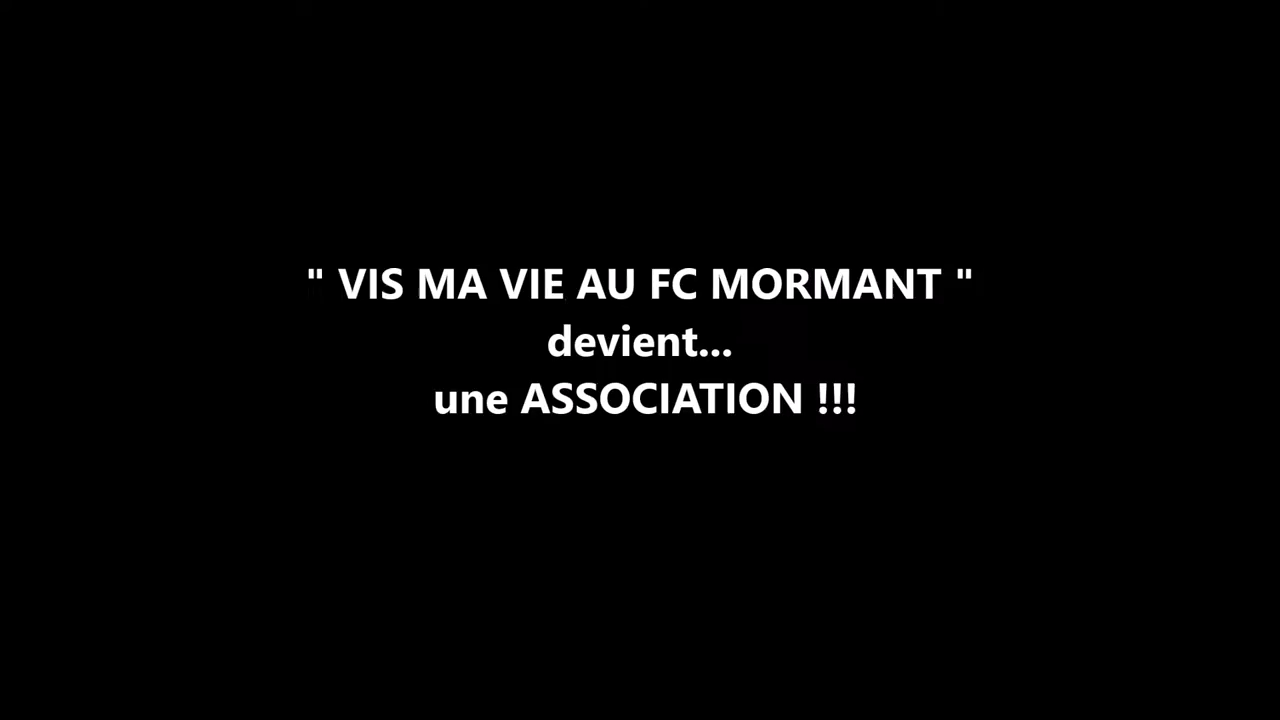 " VIS MA VIE AU FC MORMANT "
devient...
une ASSOCIATION !!!